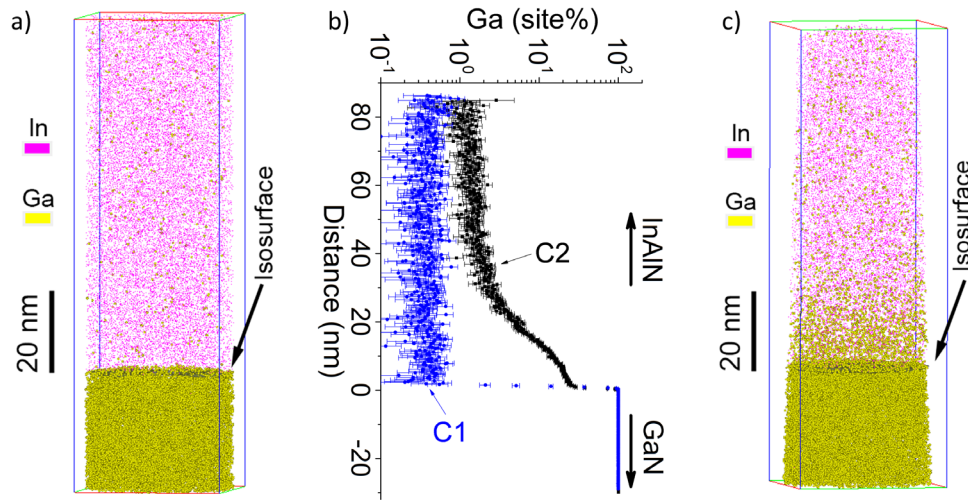 a)
In
Ga
20 nm
Isosurface
b)
Ga (site%)
10⁻¹
10⁰
10¹
10²
80
60
40
20
0
-20
Distance (nm)
InAlN
C2
C1
GaN
c)
In
Ga
20 nm
Isosurface